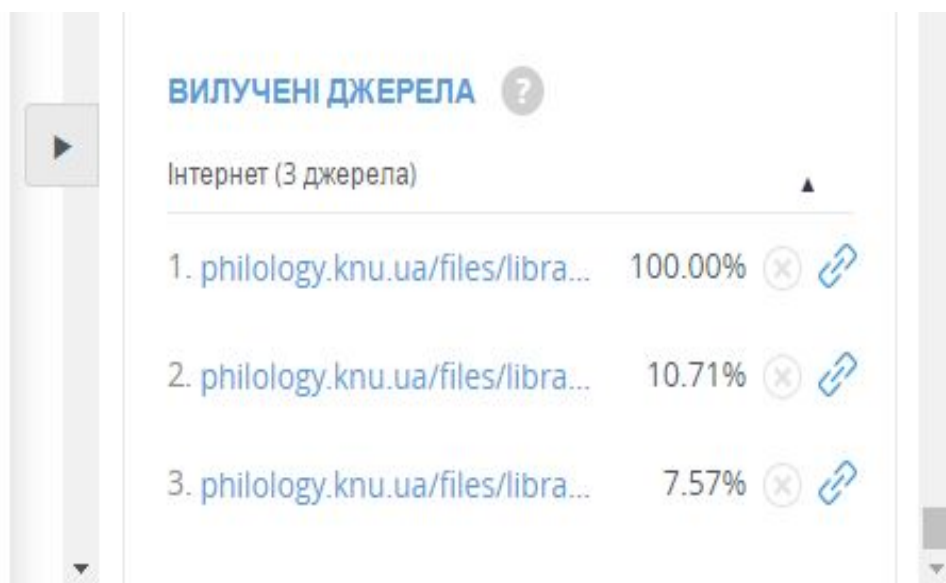 ВИЛУЧЕНІ ДЖЕРЕЛА ?
Інтернет (3 джерела)
1. philology.knu.ua/files/libra... 100.00%
2. philology.knu.ua/files/libra... 10.71%
3. philology.knu.ua/files/libra... 7.57%